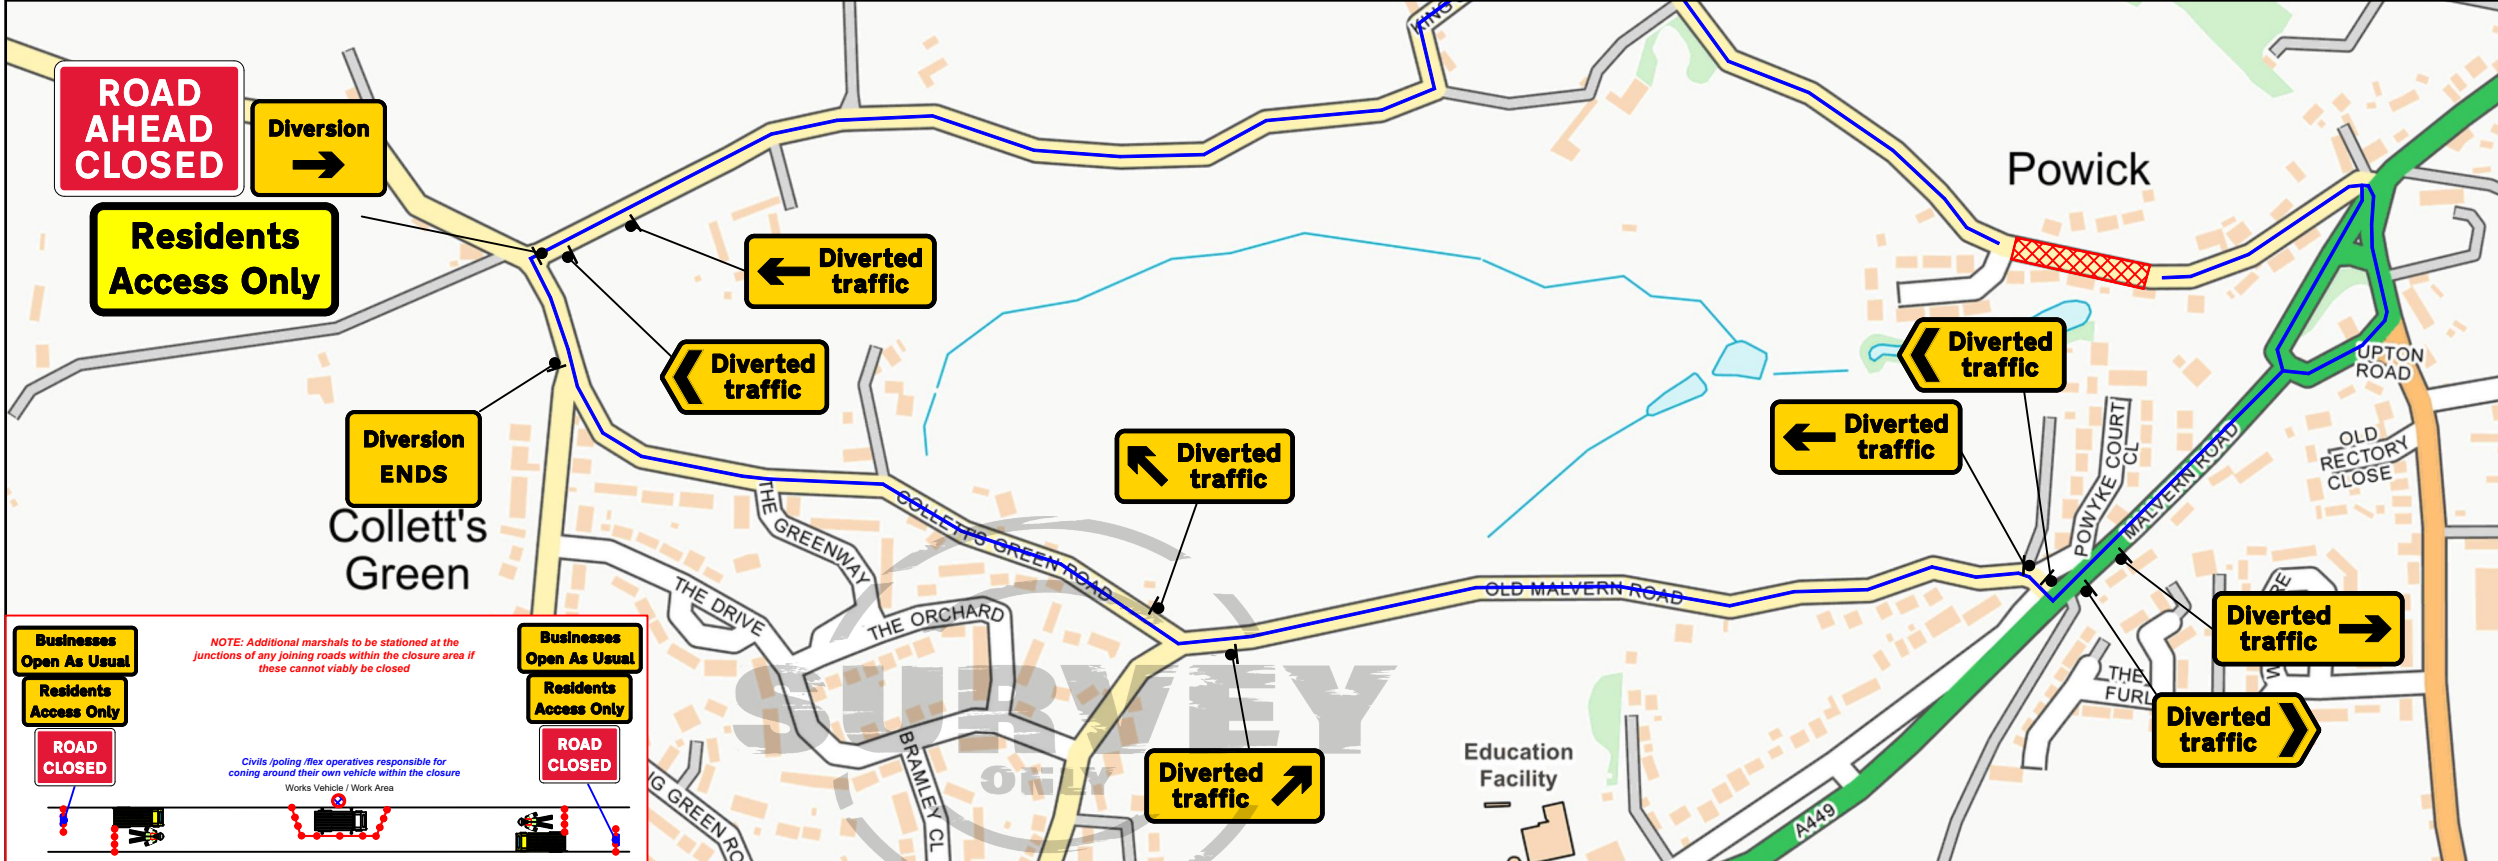 ROAD
AHEAD
CLOSED
Diversion
Residents
Access Only
Diverted
traffic
Diverted
traffic
Diversion
ENDS
Collett's
Green
Diverted
traffic
Diverted
traffic
Diverted
traffic
Diverted
traffic
Diverted
traffic
Diverted
traffic
Powick
UPTON
ROAD
OLD
RECTORY
CLOSE
POWYKE COURT
CL
MALVERN ROAD
OLD MALVERN ROAD
COLLETTS GREEN ROAD
THE GREENWAY
THE DRIVE
THE ORCHARD
BRAMLEY CL
THE
FURL
A449
Education
Facility
SURVEY
ONLY
KING
NG GREEN RO
Businesses
Open As Usual
Residents
Access Only
ROAD
CLOSED
NOTE: Additional marshals to be stationed at the
junctions of any joining roads within the closure area if
these cannot viably be closed
Civils /poling /flex operatives responsible for
coning around their own vehicle within the closure
Works Vehicle / Work Area
Businesses
Open As Usual
Residents
Access Only
ROAD
CLOSED